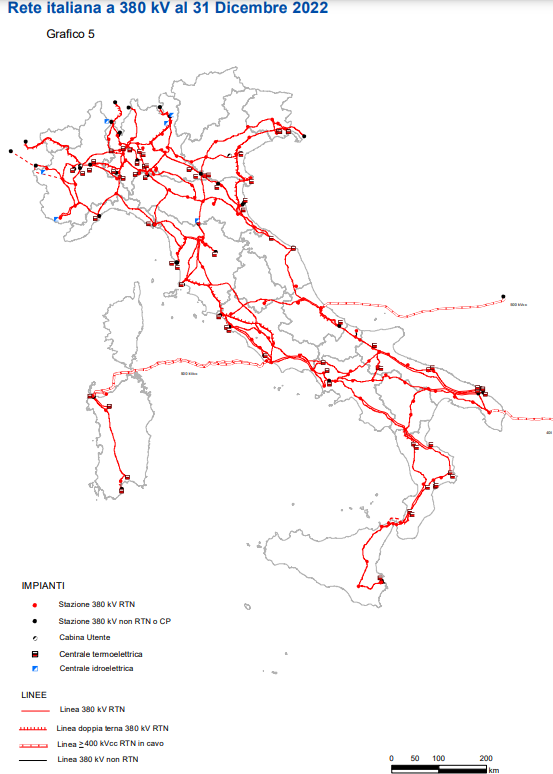 Rete italiana a 380 kV al 31 Dicembre 2022
Grafico 5
IMPIANTI
Stazione 380 kV RTN
Stazione 380 kV non RTN o CP
Cabina Utente
Centrale termoelettrica
Centrale idroelettrica
LINEE
Linea 380 kV RTN
Linea doppia terna 380 kV RTN
Linea ≥400 kVcc RTN in cavo
Linea 380 kV non RTN
0 50 100 200
km